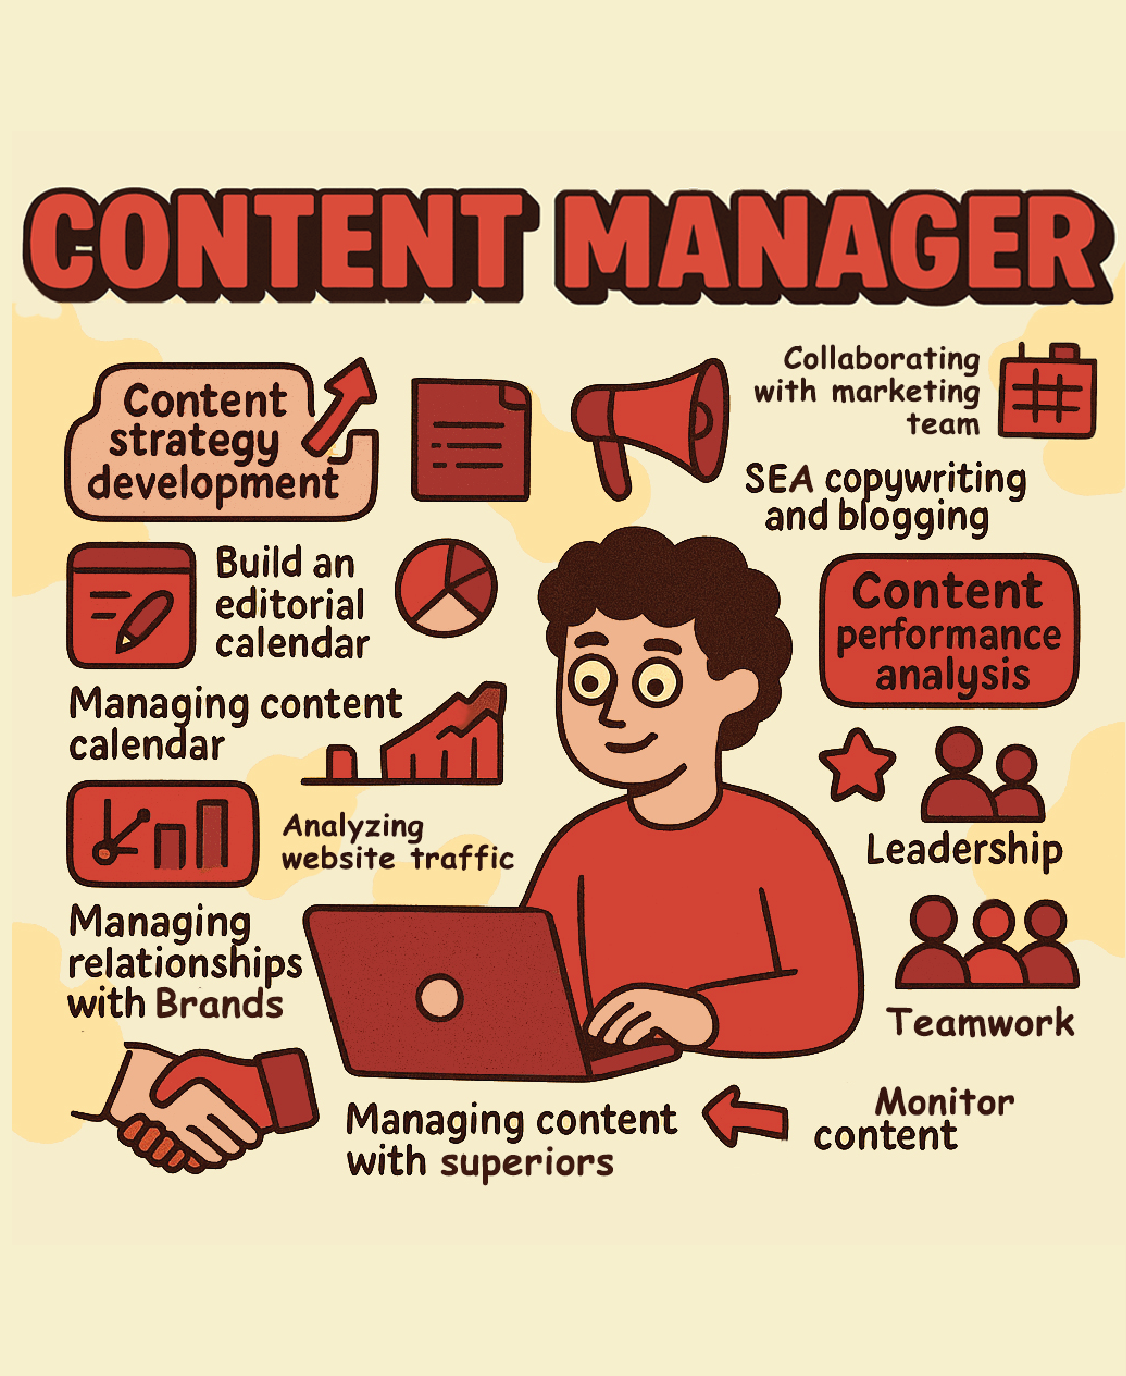 CONTENT MANAGER
Content
strategy
development
Collaborating
with marketing
team
SEA copywriting
and blogging
Build an
editorial
calendar
Content
performance
analysis
Managing content
calendar
Analyzing
website traffic
Leadership
Managing
relationships
with Brands
Teamwork
Managing content
with superiors
Monitor
content